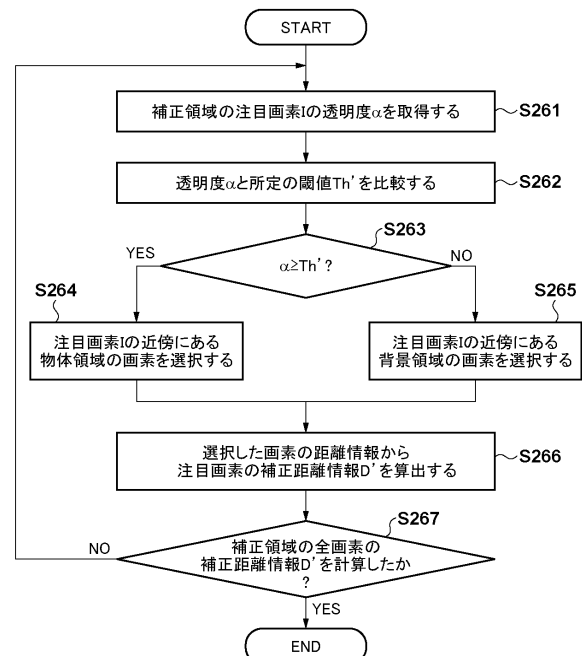 START
補正領域の注目画素Iの透明度αを取得する
S261
透明度αと所定の閾値Th'を比較する
S262
S263
YES
α≥Th'?
NO
S264
S265
注目画素Iの近傍にある
物体領域の画素を選択する
注目画素Iの近傍にある
背景領域の画素を選択する
選択した画素の距離情報から
注目画素の補正距離情報D'を算出する
S266
S267
NO
補正領域の全画素の
補正距離情報D'を計算したか
?
YES
END